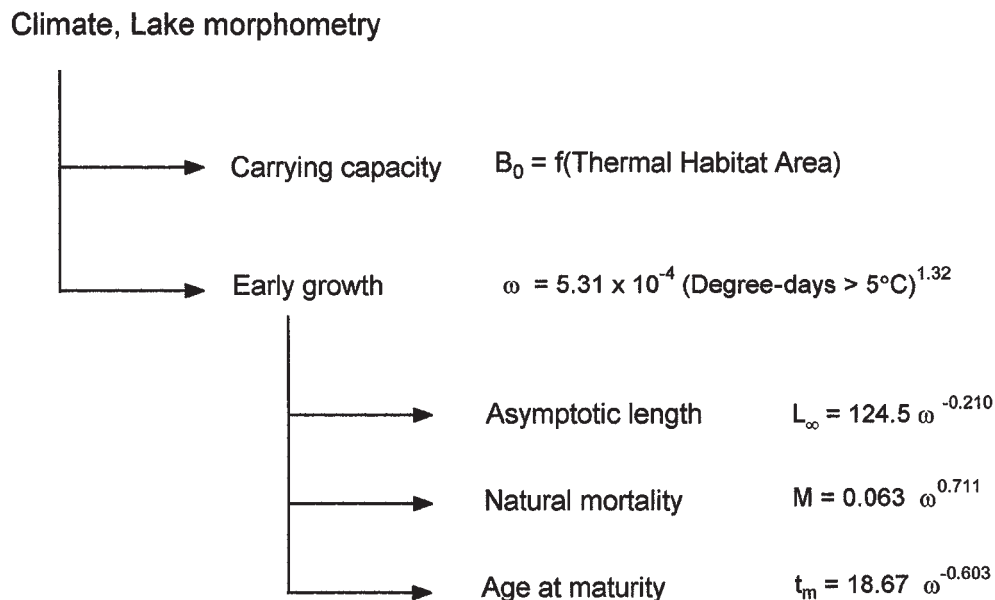 Climate, Lake morphometry
Carrying capacity B₀ = f(Thermal Habitat Area)
Early growth ω = 5.31 x 10⁻⁴ (Degree-days > 5°C)¹·³²
Asymptotic length L∞ = 124.5 ω ⁻⁰·²¹⁰
Natural mortality M = 0.063 ω⁰·⁷¹¹
Age at maturity tₘ = 18.67 ω⁻⁰·⁶⁰³